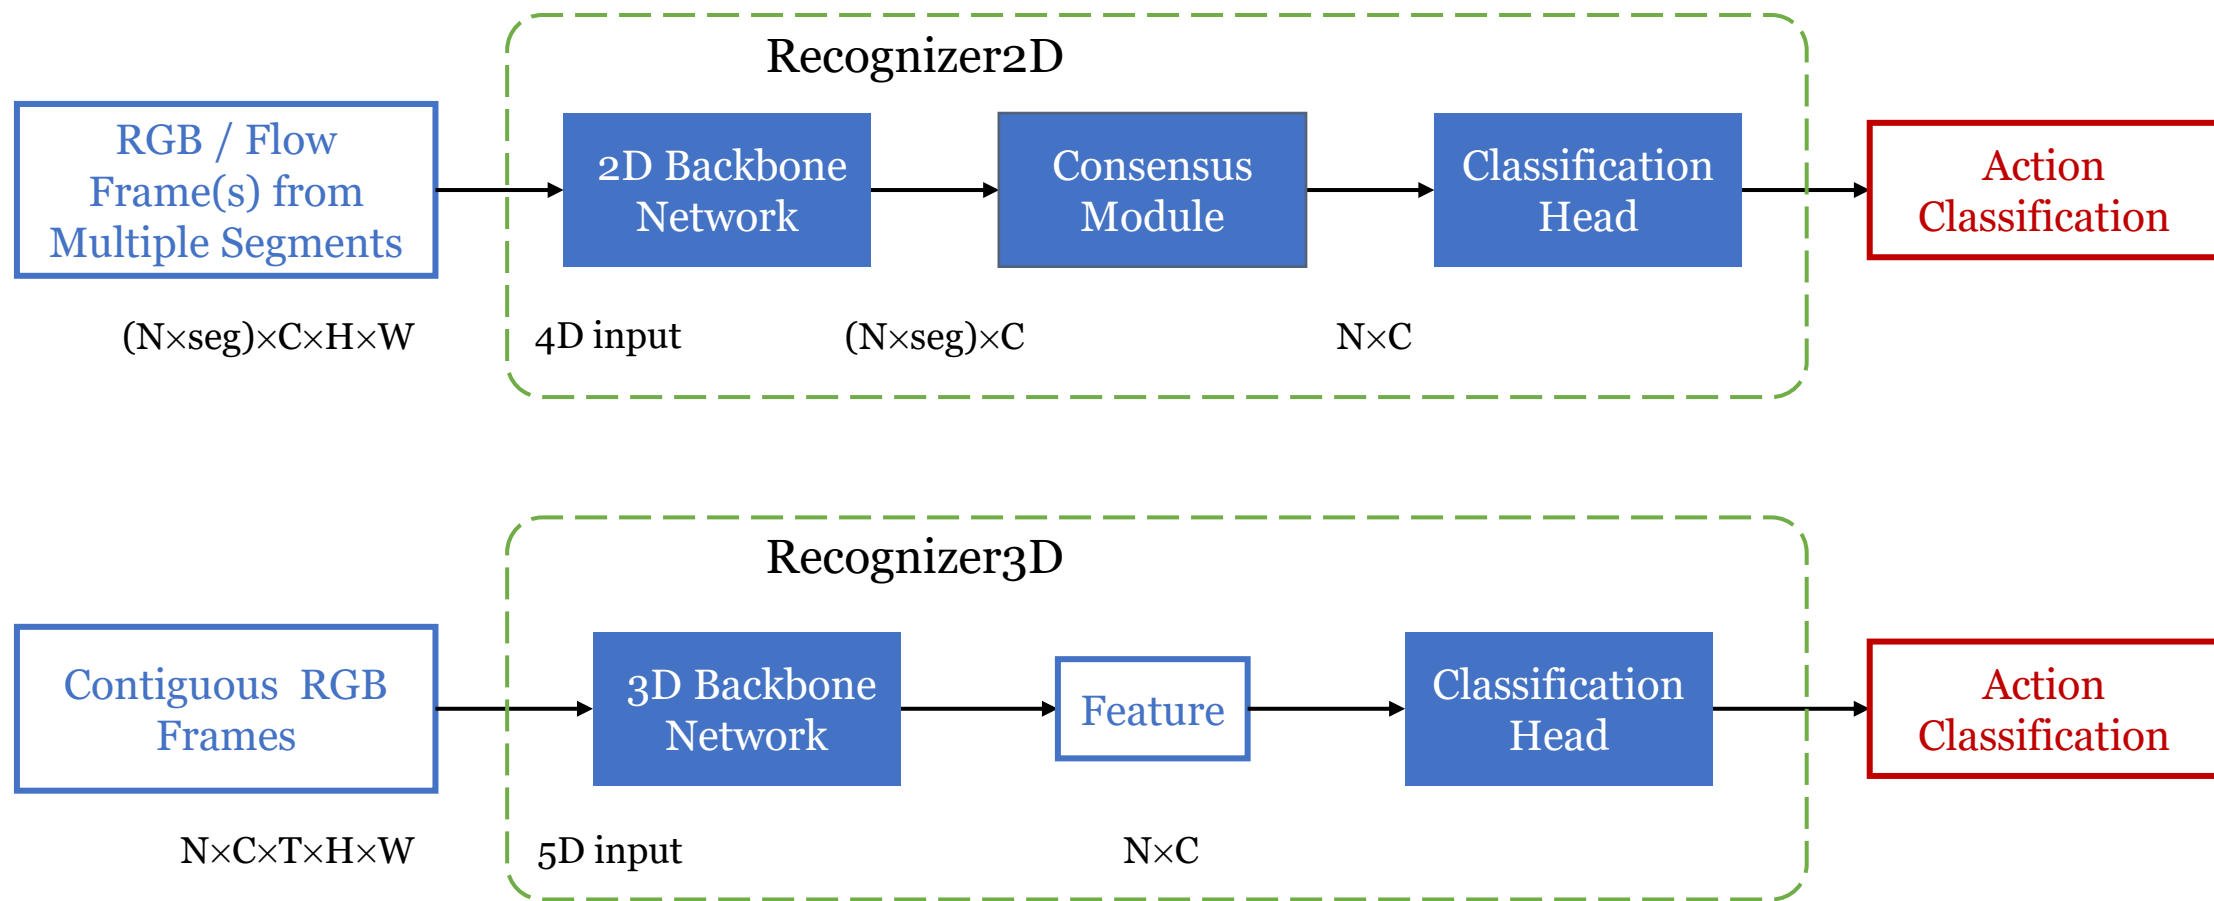 Recognizer2D
RGB / Flow
Frame(s) from
Multiple Segments
2D Backbone
Network
Consensus
Module
Classification
Head
Action
Classification
(N×seg)×C×H×W
4D input
(N×seg)×C
N×C
Recognizer3D
Contiguous RGB
Frames
3D Backbone
Network
Feature
Classification
Head
Action
Classification
N×C×T×H×W
5D input
N×C